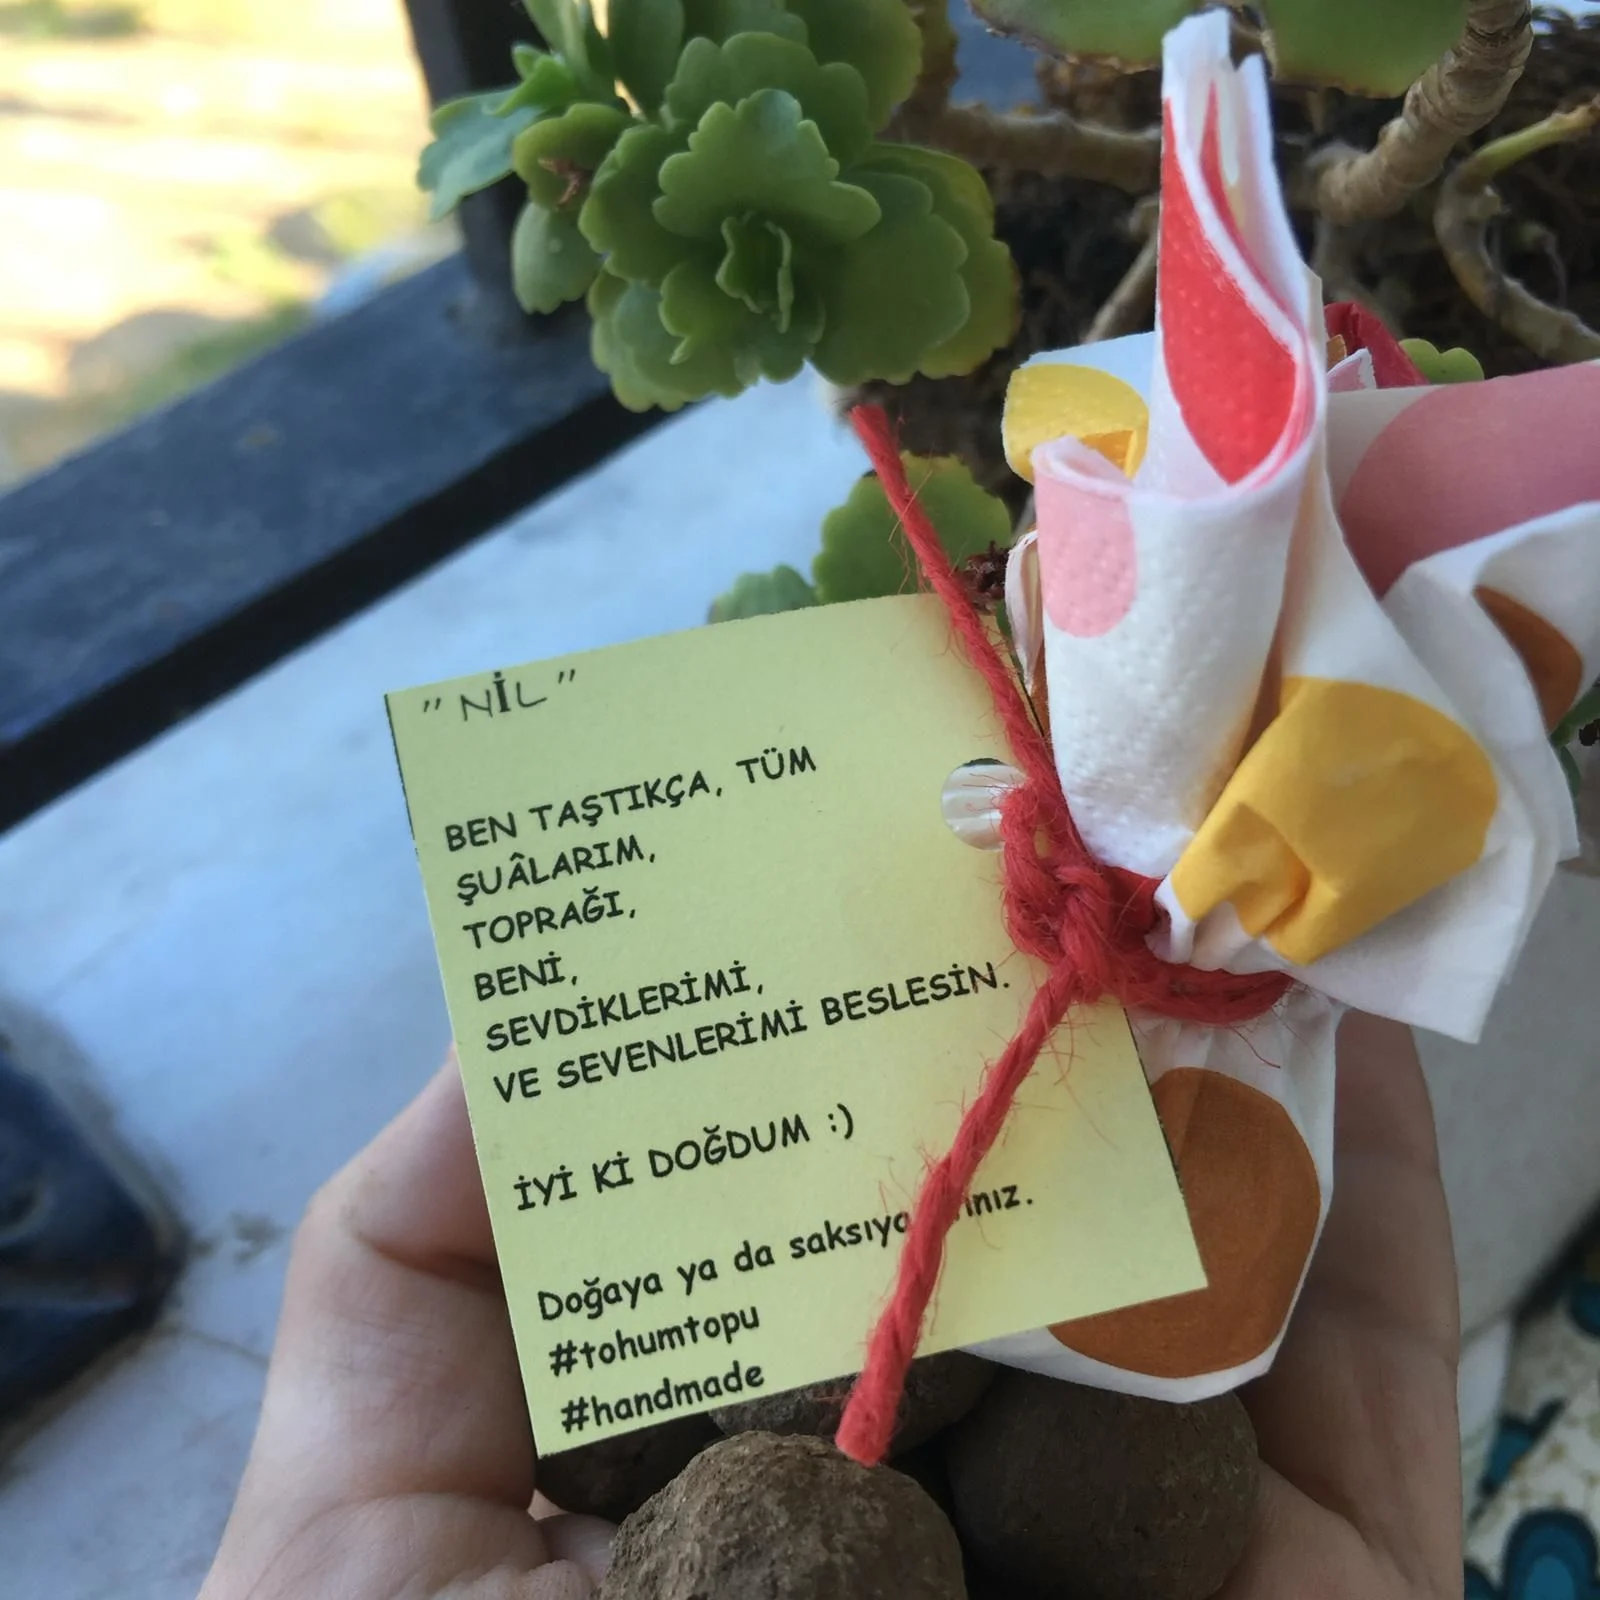 "NİL"
BEN TAŞTIKÇA, TÜM
ŞUÂLARIM,
TOPRAĞI,
BENİ,
SEVDİKLERİMİ,
VE SEVENLERİMİ BESLESİN.
İYİ Kİ DOĞDUM :)
Doğaya ya da
#tohumtopu
#handmade